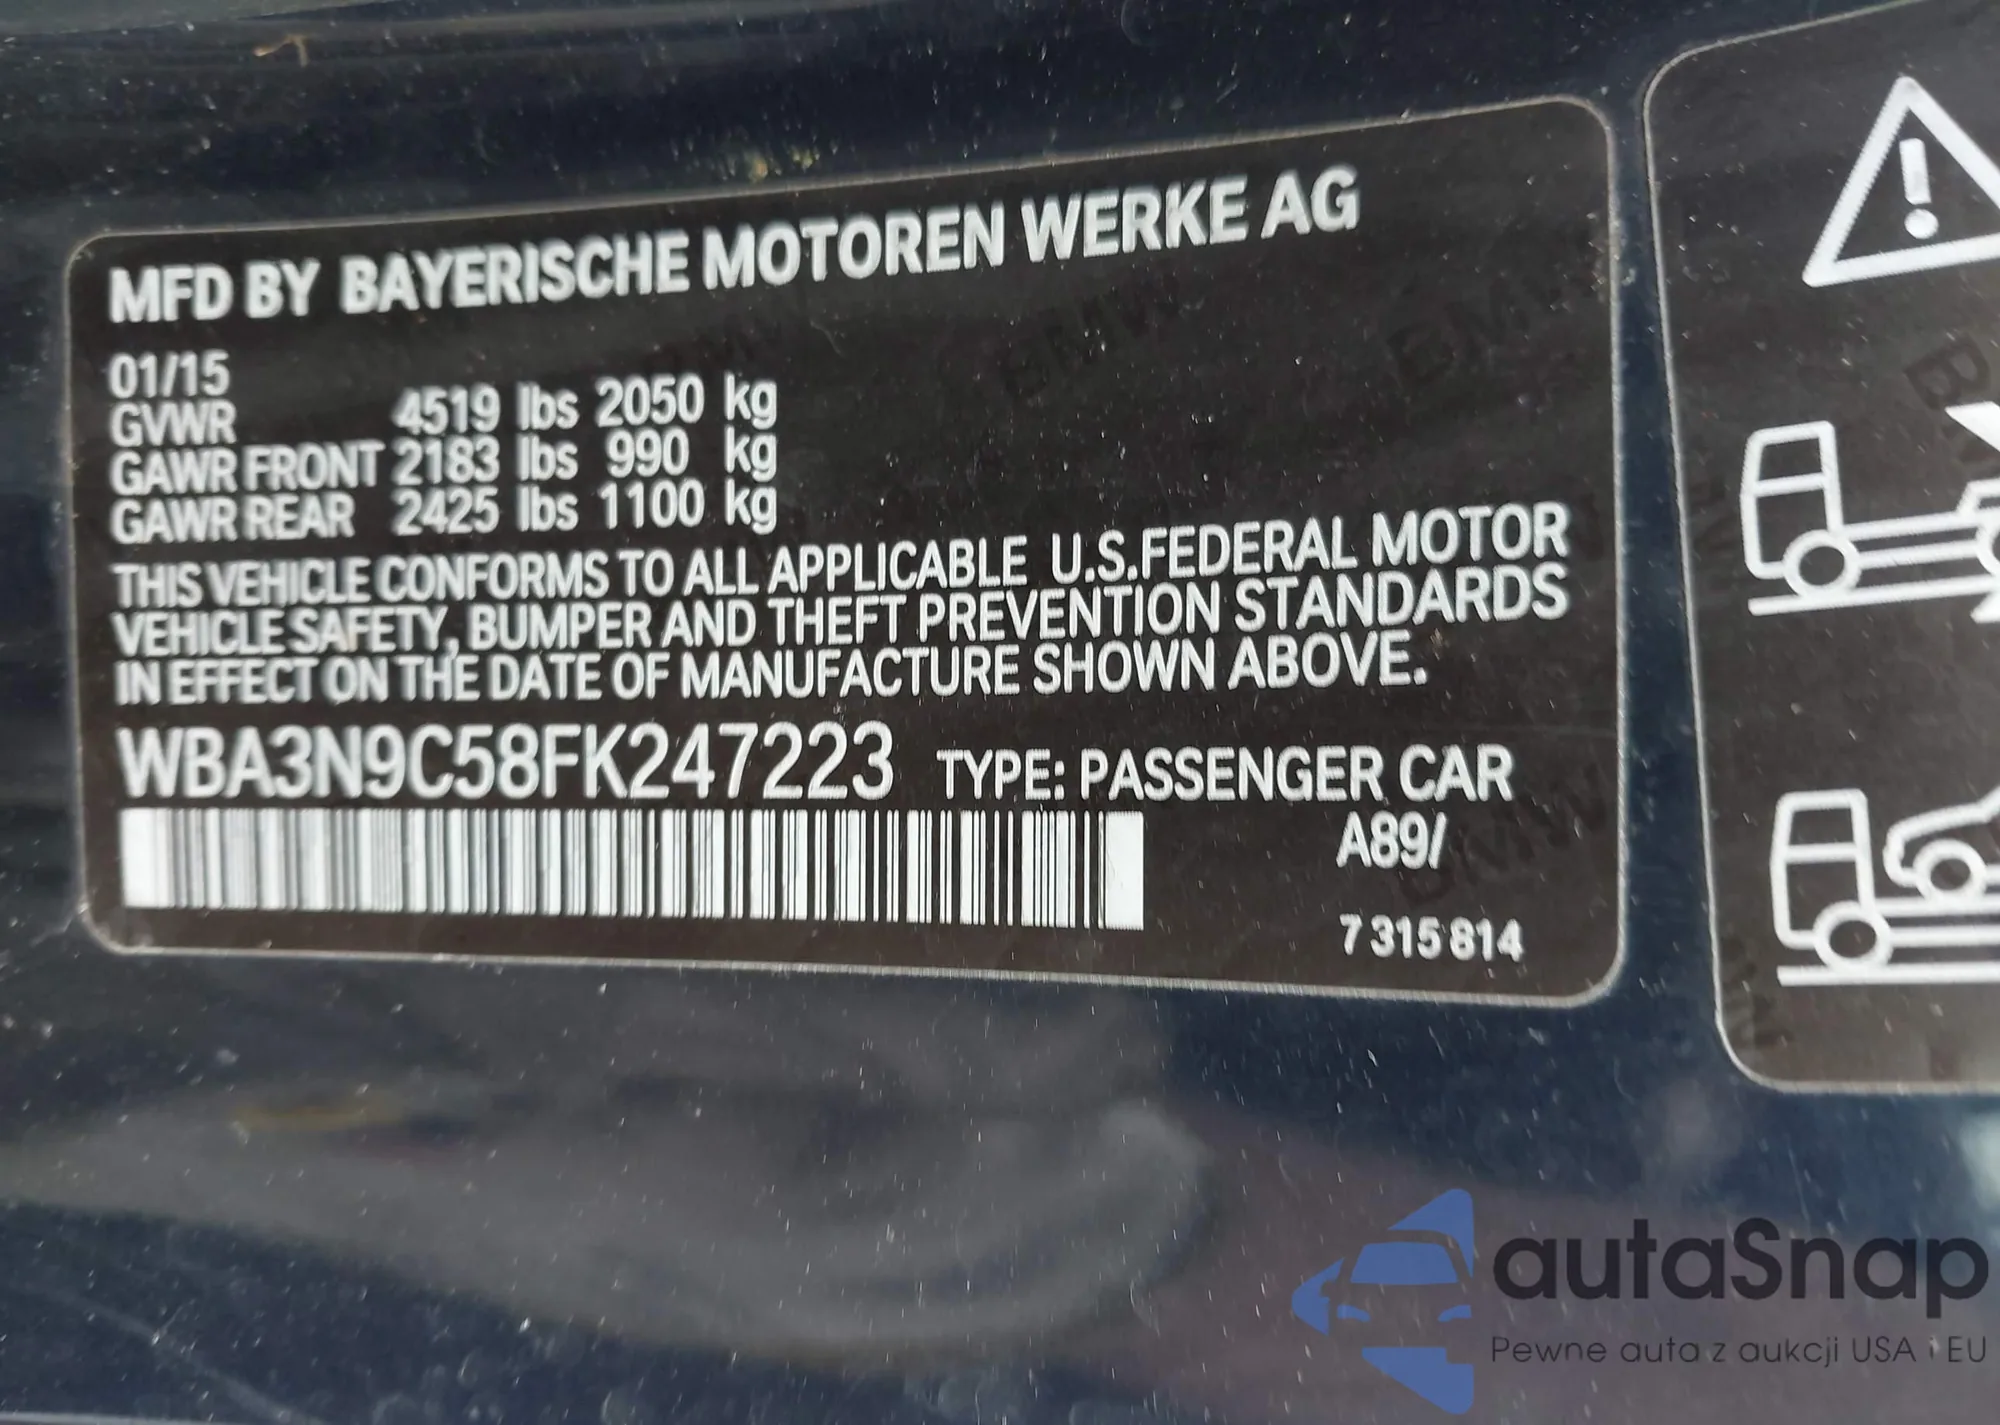 MFD BY BAYERISCHE MOTOREN WERKE AG
01/15
GVWR 4519 lbs 2050 kg
GAWR FRONT 2183 lbs 990 kg
GAWR REAR 2425 lbs 1100 kg
THIS VEHICLE CONFORMS TO ALL APPLICABLE U.S.FEDERAL MOTOR
VEHICLE SAFETY, BUMPER AND THEFT PREVENTION STANDARDS
IN EFFECT ON THE DATE OF MANUFACTURE SHOWN ABOVE.
WBA3N9C58FK247223 TYPE: PASSENGER CAR
A89/
7 315 814
autaSnap
Pewne auta z aukcji USA i EU